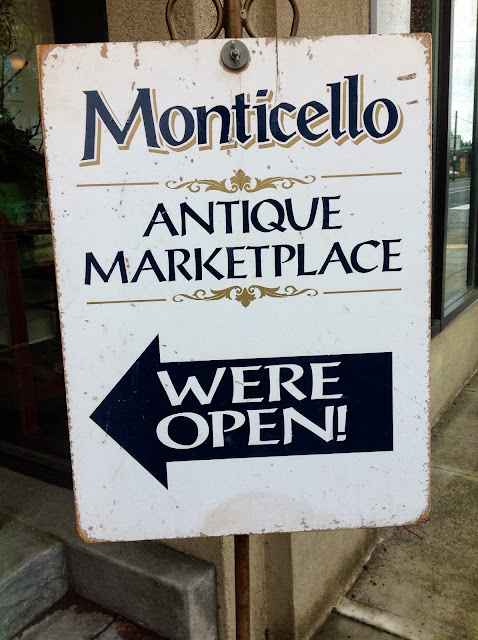 Monticello
ANTIQUE
MARKETPLACE
WERE
OPEN!